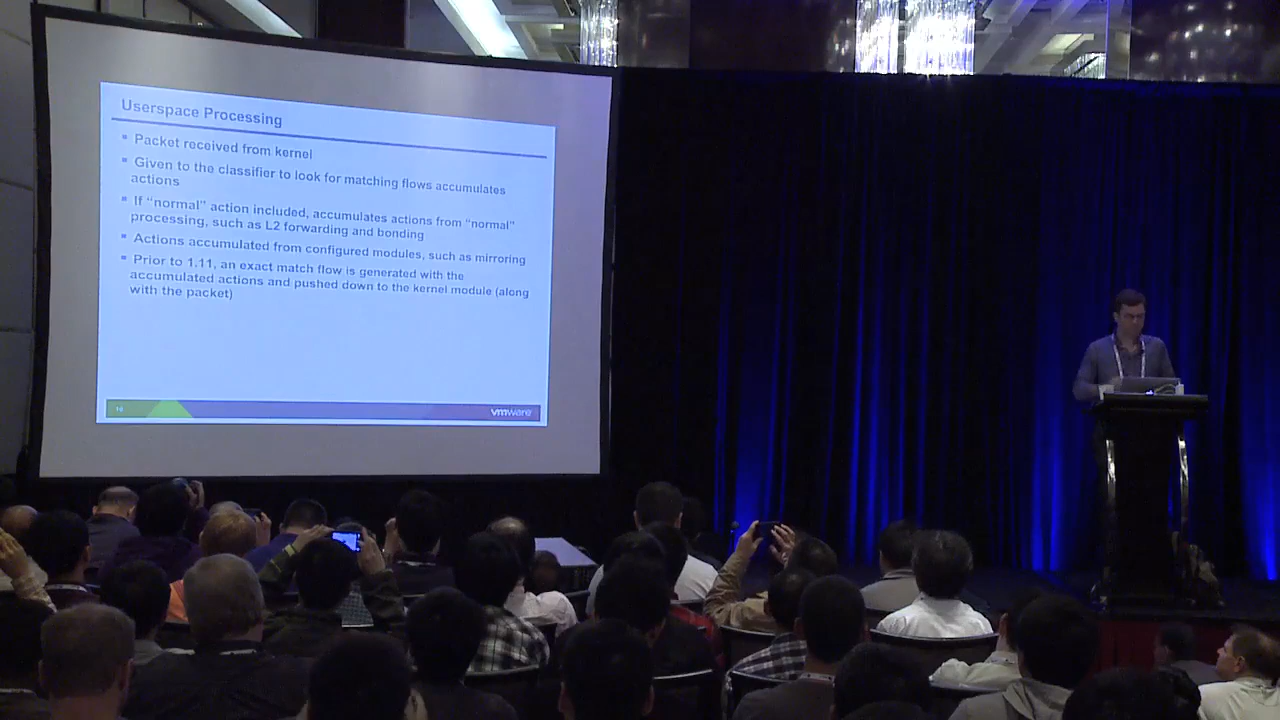 Userspace Processing
Packet received from kernel
Given to the classifier to look for matching flows accumulates
actions
If “normal” action included, accumulates actions from “normal”
processing, such as L2 forwarding and bonding
Actions accumulated from configured modules, such as mirroring
Prior to 1.11, an exact match flow is generated with the
accumulated actions and pushed down to the kernel module (along
with the packet)
vmware